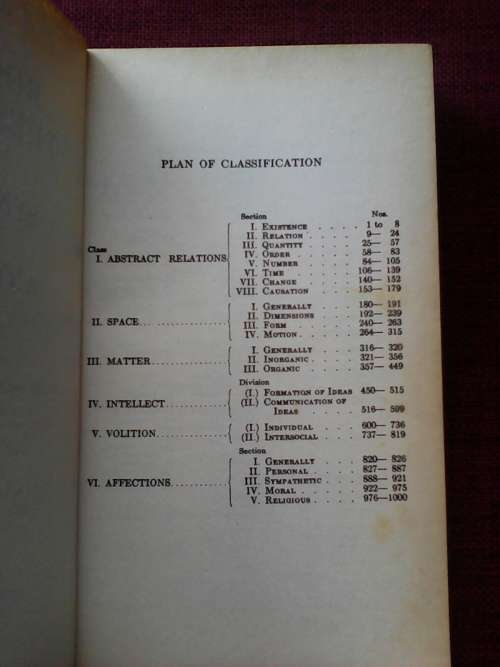 PLAN OF CLASSIFICATION
Section Nos.
I. EXISTENCE . . . . 1 to 8
II. RELATION . . . . 9— 24
Class III. QUANTITY . . . . 25— 57
I. ABSTRACT RELATIONS IV. ORDER . . . . 58— 83
V. NUMBER . . . . 84— 105
VI. TIME . . . . 106— 139
VII. CHANGE . . . . 140— 152
VIII. CAUSATION . . . . 153— 179
I. GENERALLY . . . . 180— 191
II. SPACE.... II. DIMENSIONS . . . . 192— 239
III. FORM . . . . 240— 263
IV. MOTION . . . . 264— 315
I. GENERALLY . . . . 316— 320
III. MATTER.............. II. INORGANIC . . . . 321— 356
III. ORGANIC . . . . 357— 449
Division
IV. INTELLECT............ (I.) FORMATION OF IDEAS 450— 515
(II.) COMMUNICATION OF
IDEAS . . . . 516— 599
V. VOLITION............. (I.) INDIVIDUAL . . . . 600— 736
(II.) INTERSOCIAL . . . . 737— 819
Section
I. GENERALLY . . . . 820— 826
II. PERSONAL . . . . 827— 887
VI. AFFECTIONS.......... III. SYMPATHETIC . . . . 888— 921
IV. MORAL . . . . 922— 975
V. RELIGIOUS . . . . 976—1000